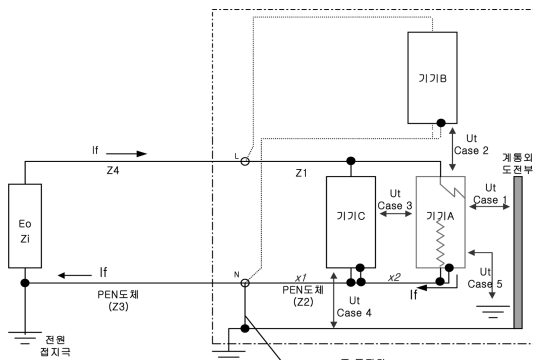 기기B
If
Ut
Case 2
계통외
도전부
L
Z4
Z1
Ut
Case 1
Eo
Zi
기기C
Ut
Case 3
기기A
If
N
x1
x2
PEN도체
(Z3)
PEN도체
(Z2)
Ut
Case 4
If
Ut
Case 5
전원
접지극